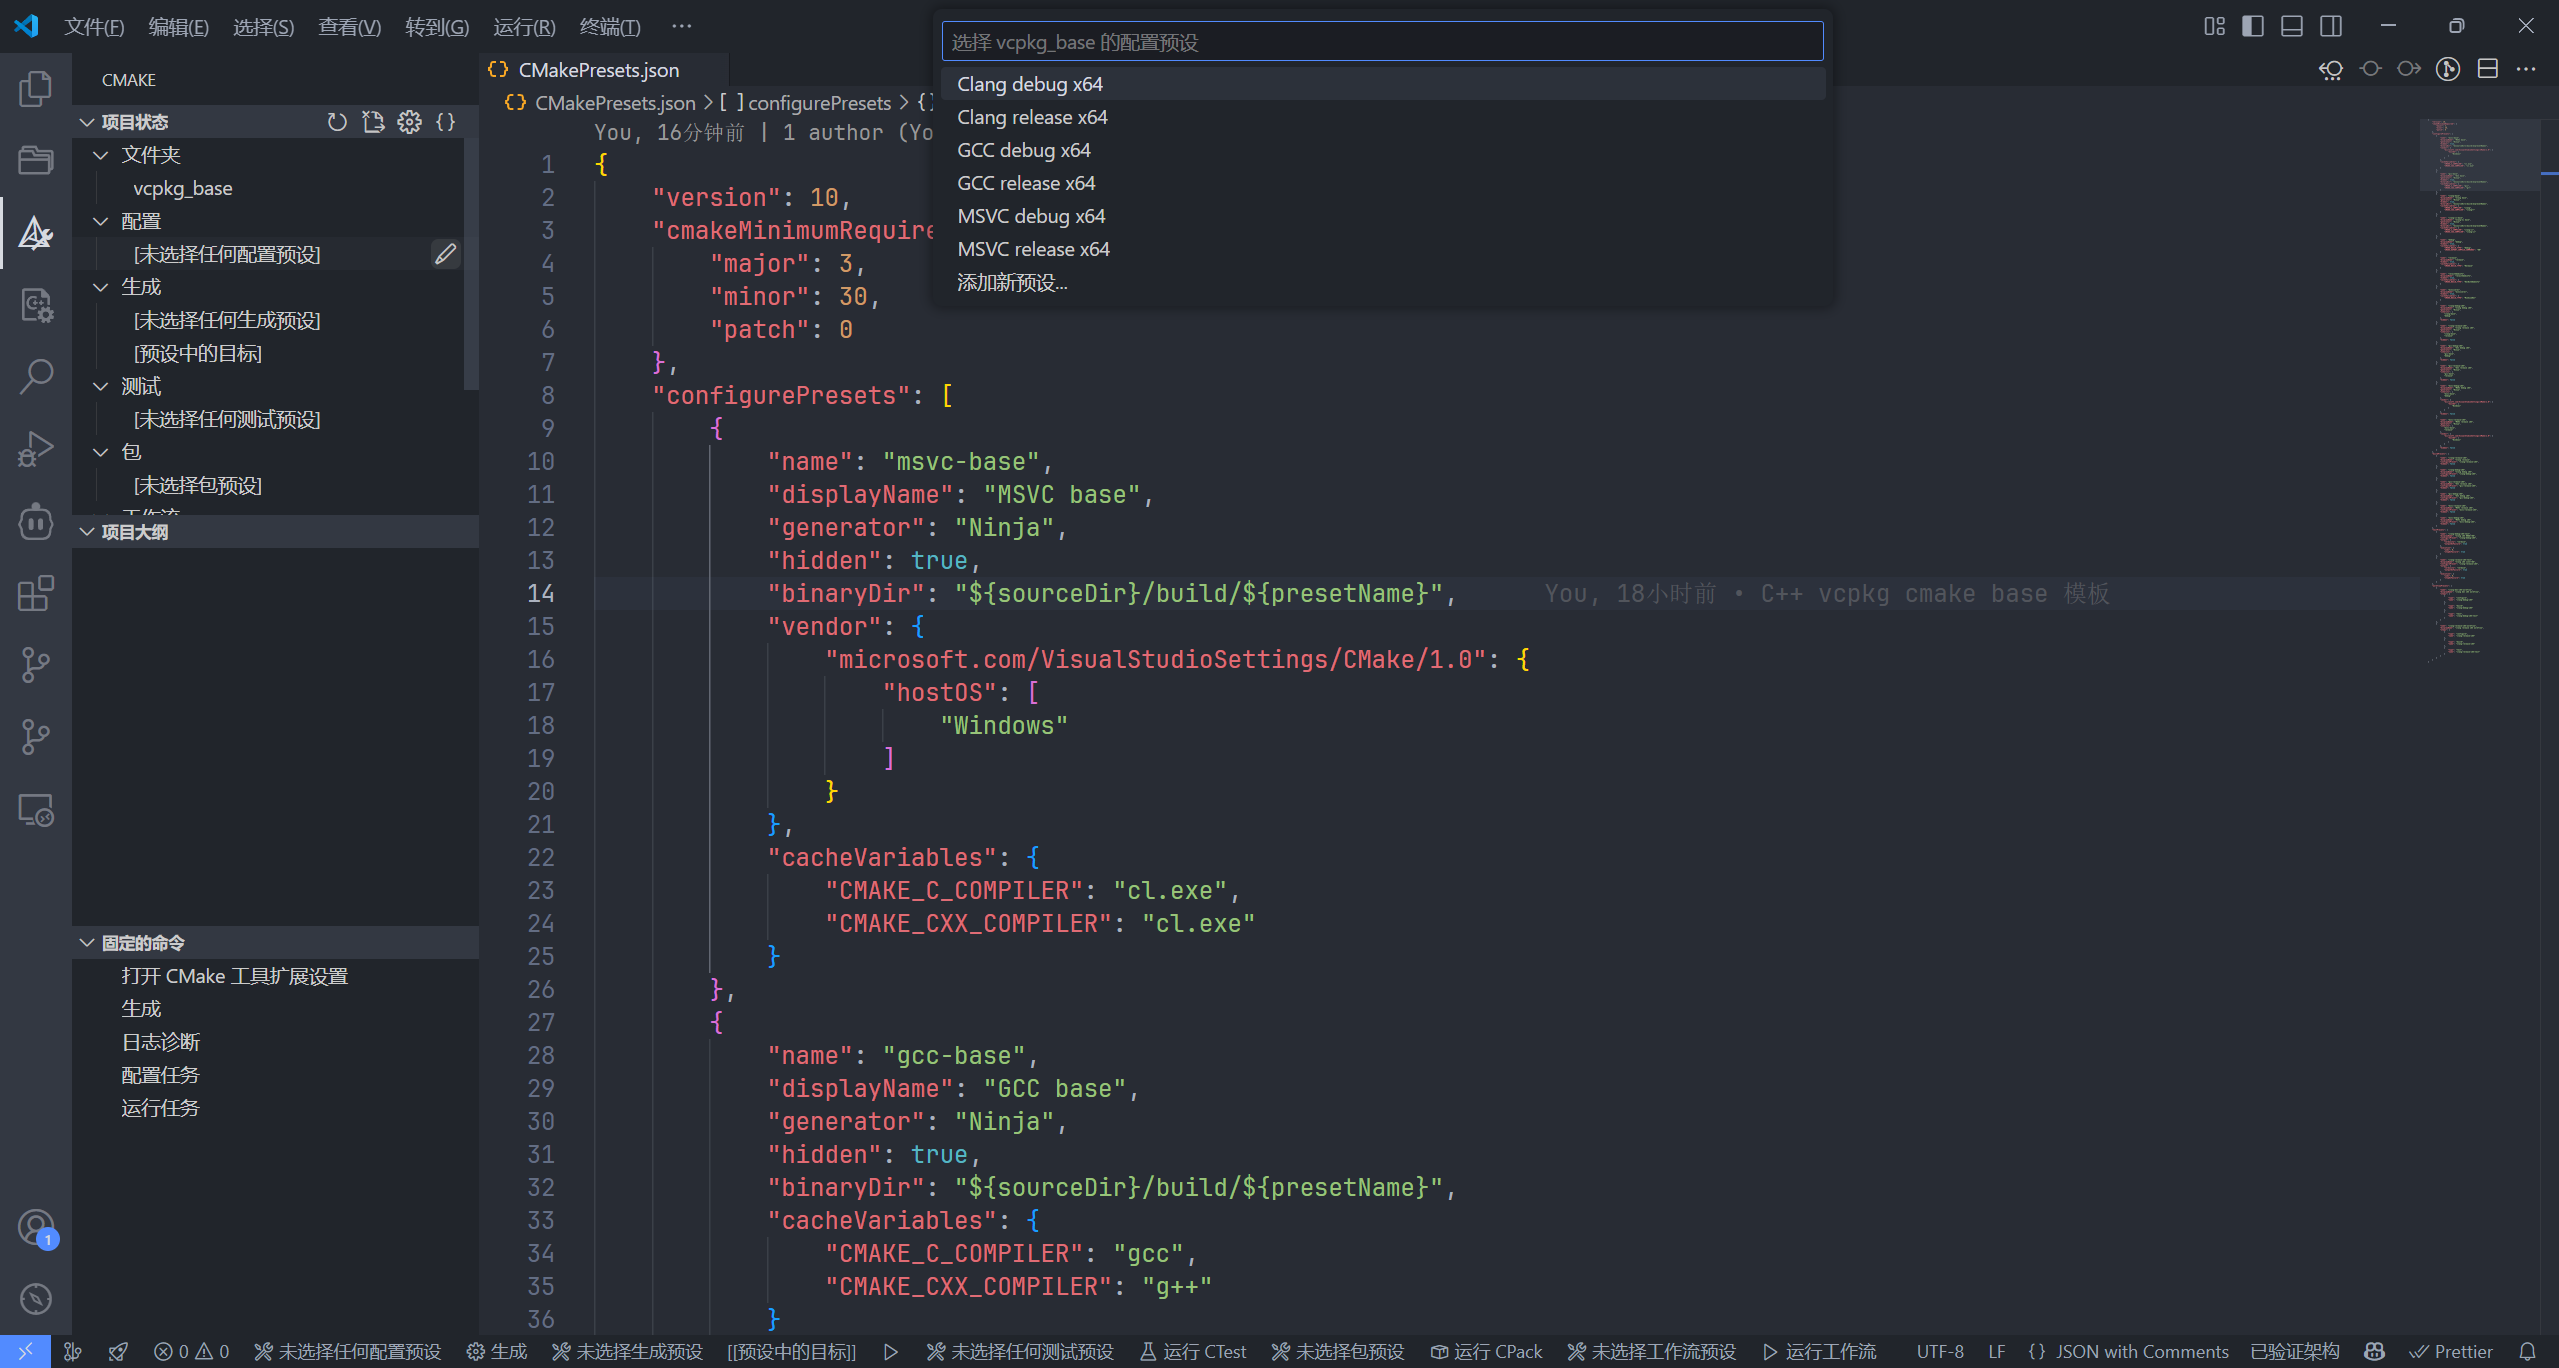 文件(F) 编辑(E) 选择(S) 查看(V) 转到(G) 运行(R) 终端(T) ···
选择 vcpkg_base 的配置预设
Clang debug x64
Clang release x64
GCC debug x64
GCC release x64
MSVC debug x64
MSVC release x64
添加新预设...
CMAKE
项目状态
文件夹
vcpkg_base
配置
[未选择任何配置预设]
生成
[未选择任何生成预设]
[预设中的目标]
测试
[未选择任何测试预设]
包
[未选择包预设]
工作流
项目大纲
固定的命令
打开 CMake 工具扩展设置
生成
日志诊断
配置任务
运行任务
1
{} CMakePresets.json
{} CMakePresets.json > [ ] configurePresets > {}
You, 16分钟前 | 1 author (Yo
1 {
2 "version": 10,
3 "cmakeMinimumRequire
4 "major": 3,
5 "minor": 30,
6 "patch": 0
7 },
8 "configurePresets": [
9 {
10 "name": "msvc-base",
11 "displayName": "MSVC base",
12 "generator": "Ninja",
13 "hidden": true,
14 "binaryDir": "${sourceDir}/build/${presetName}", You, 18小时前 • C++ vcpkg cmake base 模板
15 "vendor": {
16 "microsoft.com/VisualStudioSettings/CMake/1.0": {
17 "hostOS": [
18 "Windows"
19 ]
20 }
21 },
22 "cacheVariables": {
23 "CMAKE_C_COMPILER": "cl.exe",
24 "CMAKE_CXX_COMPILER": "cl.exe"
25 }
26 },
27 {
28 "name": "gcc-base",
29 "displayName": "GCC base",
30 "generator": "Ninja",
31 "hidden": true,
32 "binaryDir": "${sourceDir}/build/${presetName}",
33 "cacheVariables": {
34 "CMAKE_C_COMPILER": "gcc",
35 "CMAKE_CXX_COMPILER": "g++"
36 }
0 0 未选择任何配置预设 生成 未选择生成预设 [[预设中的目标]] 未选择任何测试预设 运行 CTest 未选择包预设 运行 CPack 未选择工作流预设 运行工作流 UTF-8 LF {} JSON with Comments 已验证架构 Prettier